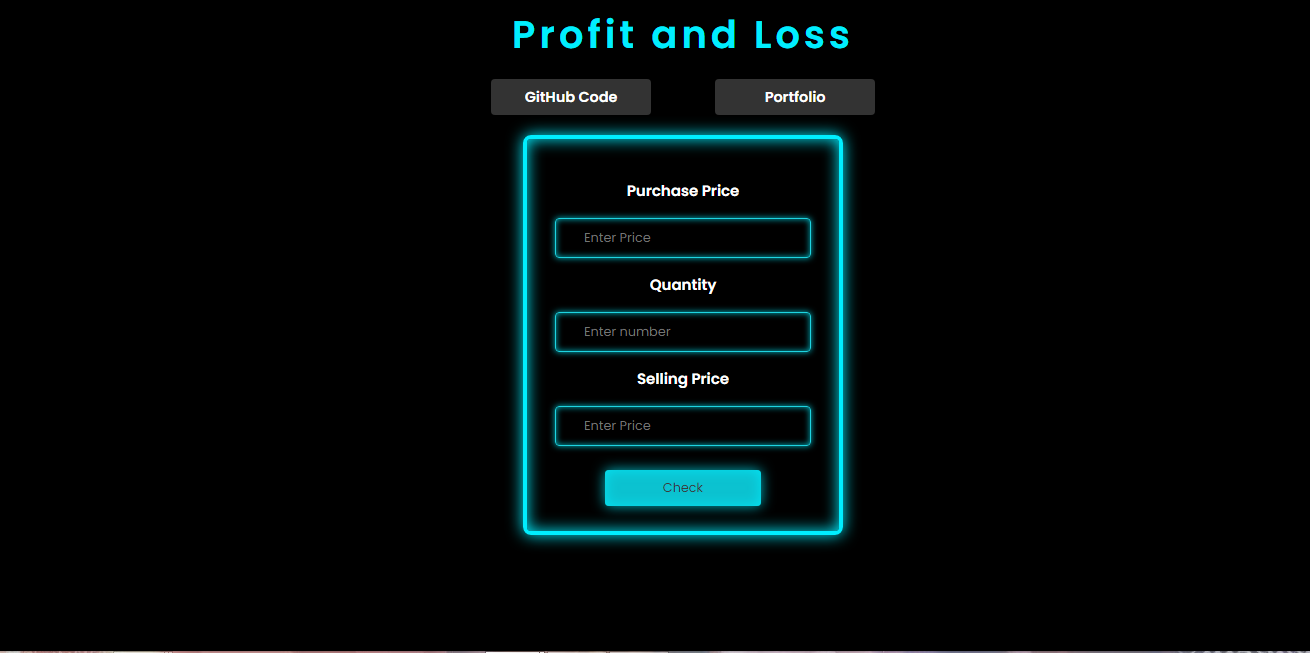 Profit and Loss
GitHub Code
Portfolio
Purchase Price
Enter Price
Quantity
Enter number
Selling Price
Enter Price
Check